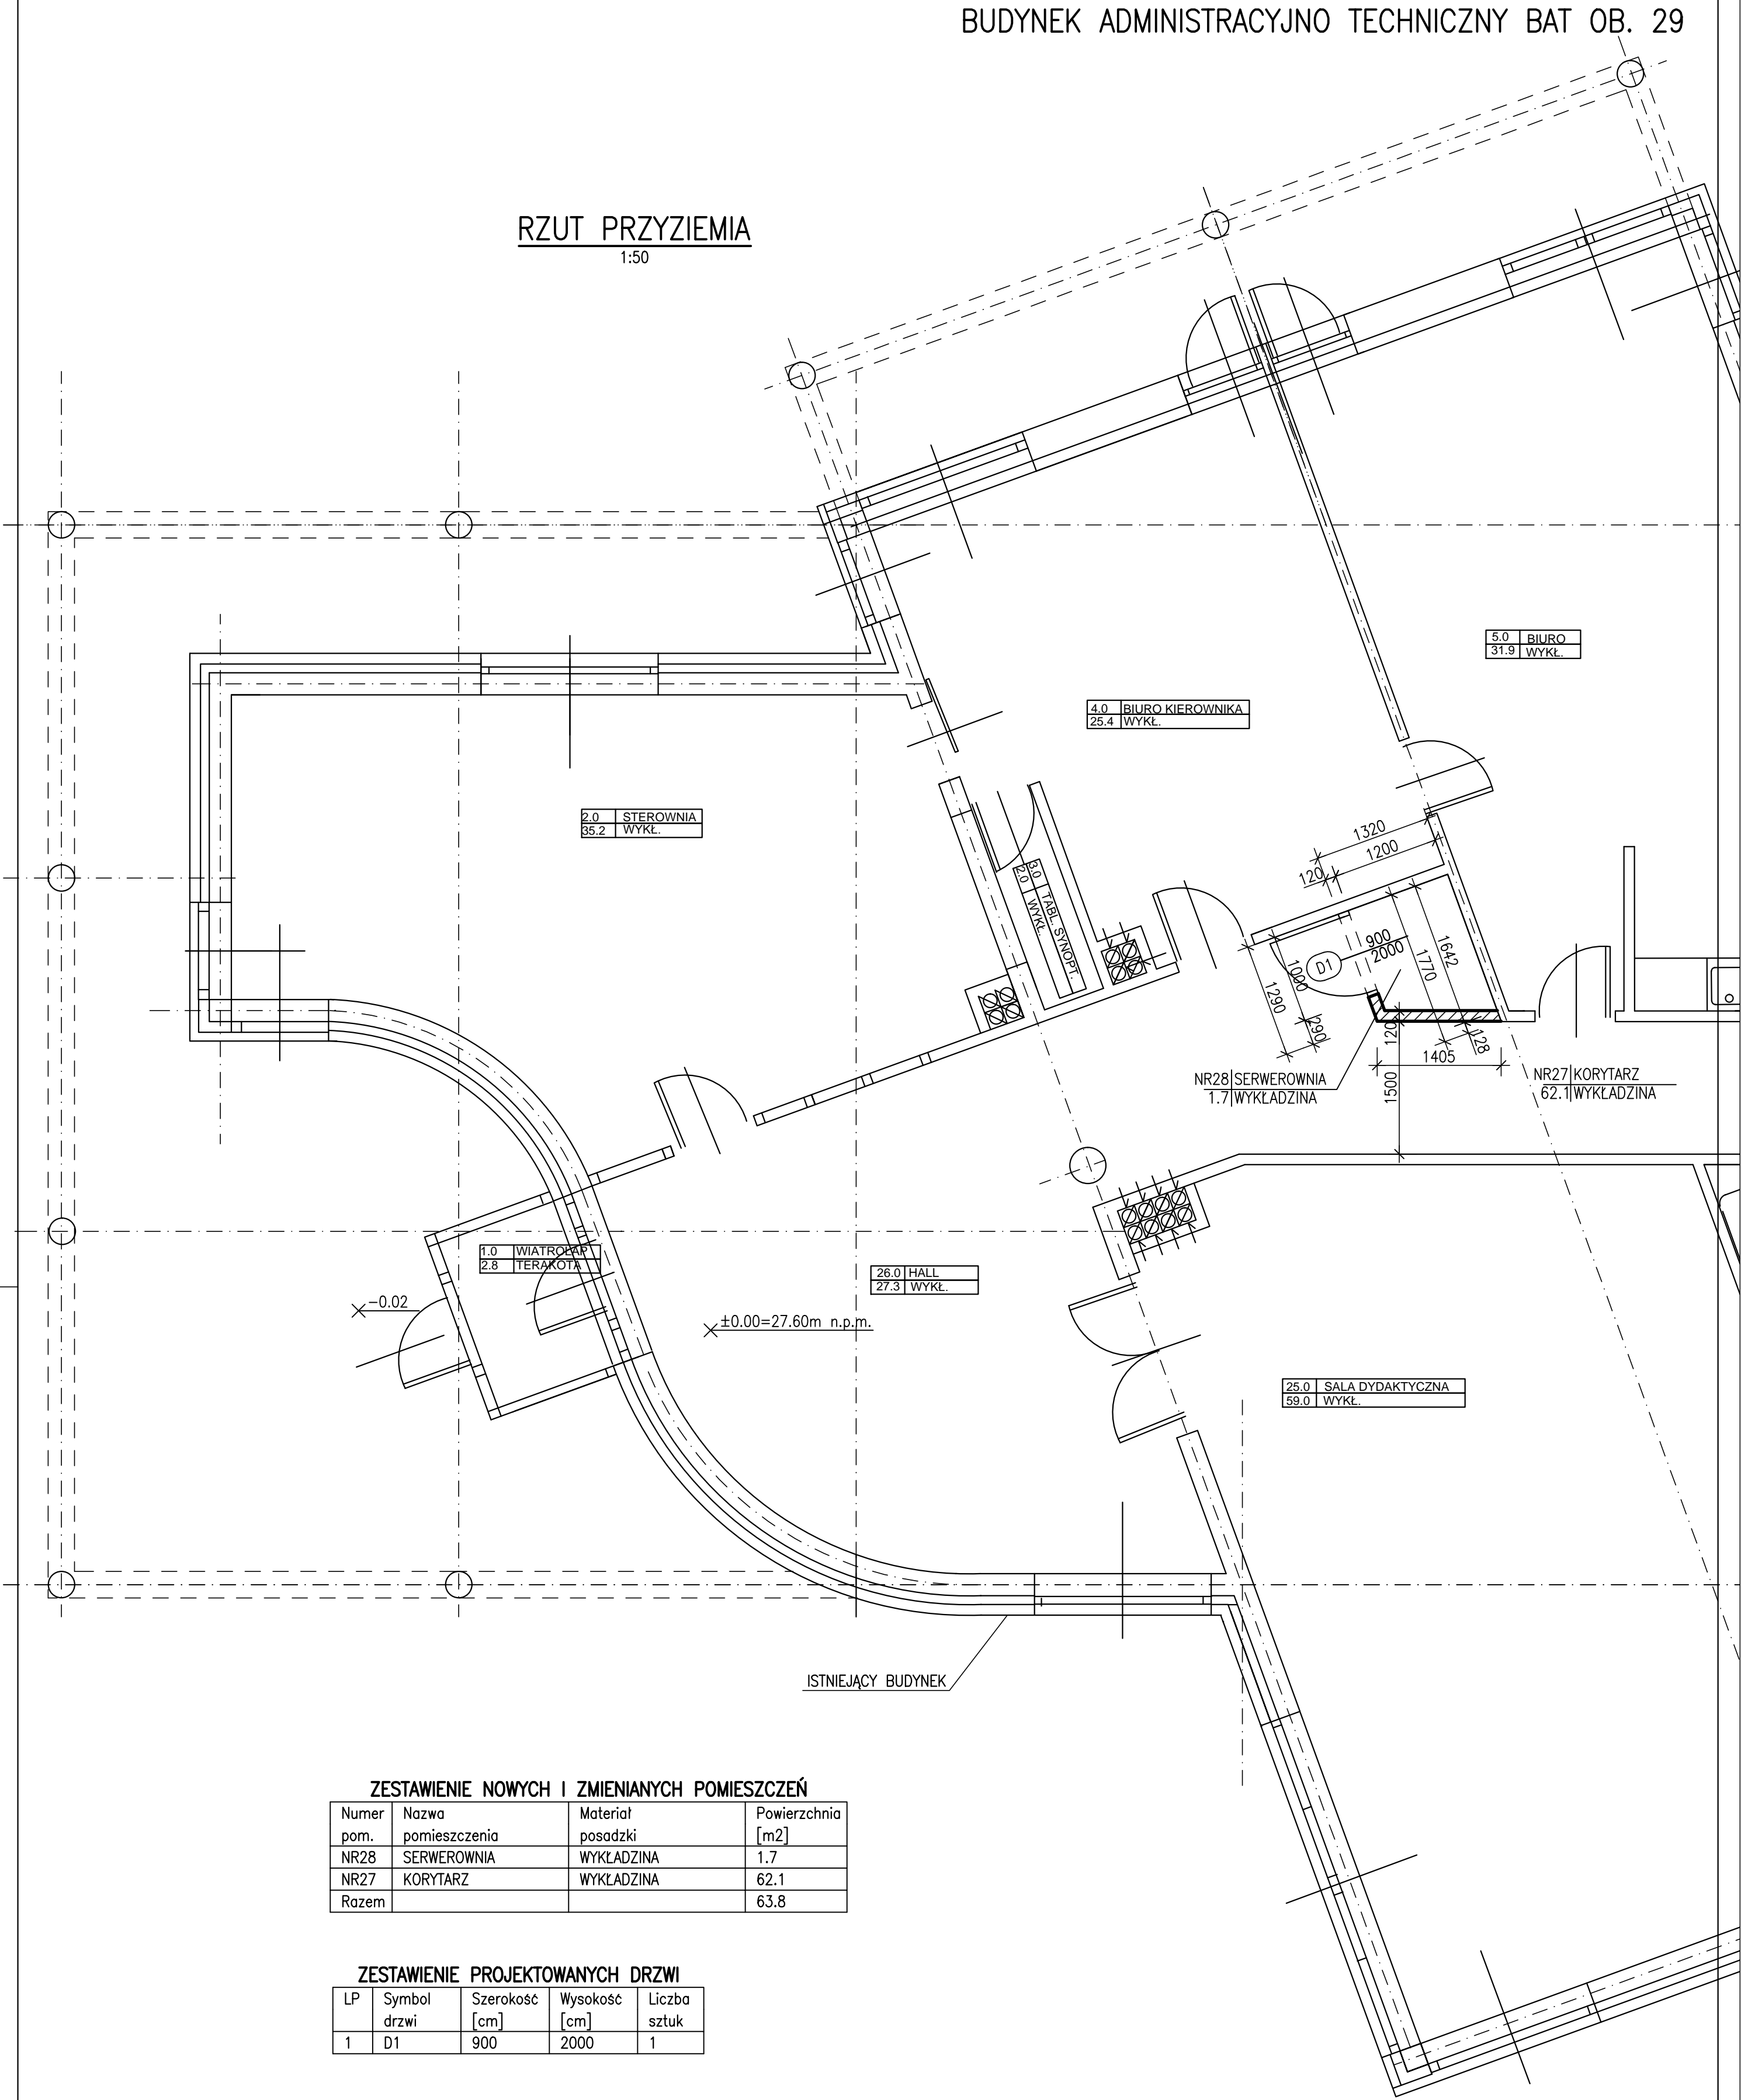 BUDYNEK ADMINISTRACYJNO TECHNICZNY BAT OB. 29
RZUT PRZYZIEMIA
1:50
5.0 BIURO
31.9 WYKŁ.
4.0 BIURO KIEROWNIKA
25.4 WYKŁ.
2.0 STEROWNIA
35.2 WYKŁ.
3.0 TABL. SYNOPT.
2.0 WYKŁ.
1320
1200
120
900
2000
D1
1642
1770
1000
1290
290
120
128
1405
1500
NR28 SERWEROWNIA
1.7 WYKŁADZINA
NR27 KORYTARZ
62.1 WYKŁADZINA
1.0 WIATROŁAP
2.8 TERAKOTA
-0.02
26.0 HALL
27.3 WYKŁ.
±0.00=27.60m n.p.m.
25.0 SALA DYDAKTYCZNA
59.0 WYKŁ.
ISTNIEJĄCY BUDYNEK
ZESTAWIENIE NOWYCH I ZMIENIANYCH POMIESZCZEŃ
Numer pom. Nazwa pomieszczenia Materiał posadzki Powierzchnia [m2]
NR28 SERWEROWNIA WYKŁADZINA 1.7
NR27 KORYTARZ WYKŁADZINA 62.1
Razem 63.8
ZESTAWIENIE PROJEKTOWANYCH DRZWI
LP Symbol drzwi Szerokość [cm] Wysokość [cm] Liczba sztuk
1 D1 900 2000 1